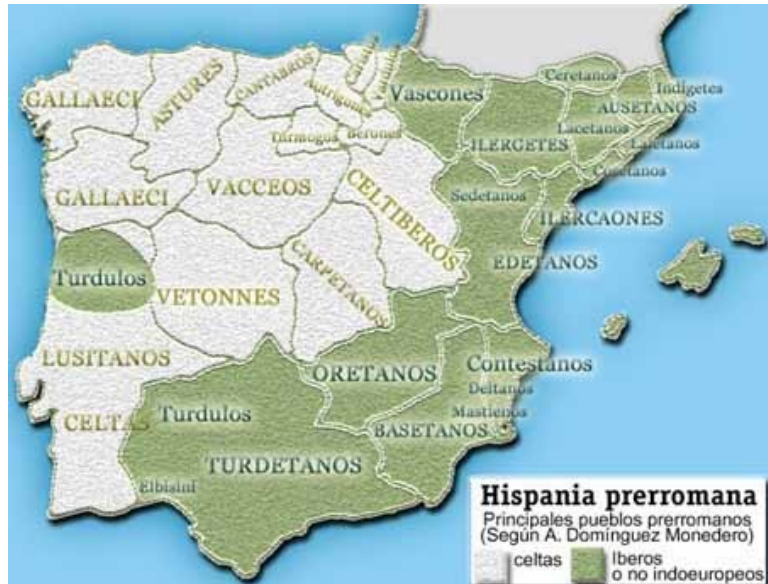 GALLAECI
ASTURES
CANTABROS
Autrigones
Vascones
Ceretanos
Indigetes
AUSETANOS
ILERGETES
Lacetanos
Laietanos
Cosetanos
Turmogos
Berones
GALLAECI
VACCEOS
CELTIBEROS
Sedetanos
ILERCAONES
EDETANOS
Turdulos
VETONNES
CARPETANOS
LUSITANOS
ORETANOS
Contestanos
Deitanos
Mastienos
CELTAS
Turdulos
BASETANOS
TURDETANOS
Elbisini
Hispania prerromana
Principales pueblos prerromanos
(Según A. Domínguez Monedero)
celtas
Iberos
o no indoeuropeos